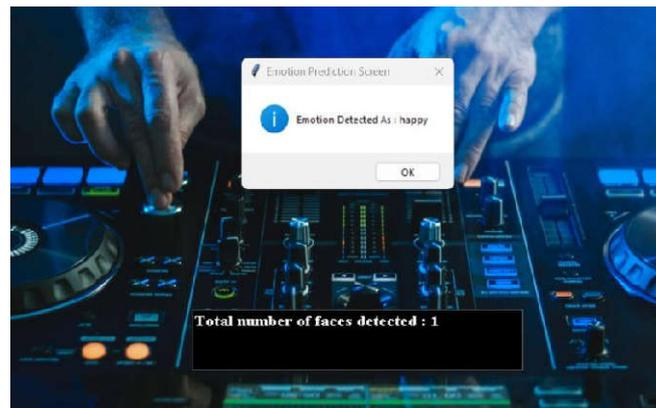 Emotion Prediction Screen
Emotion Detected As : happy
OK
Total number of faces detected : 1